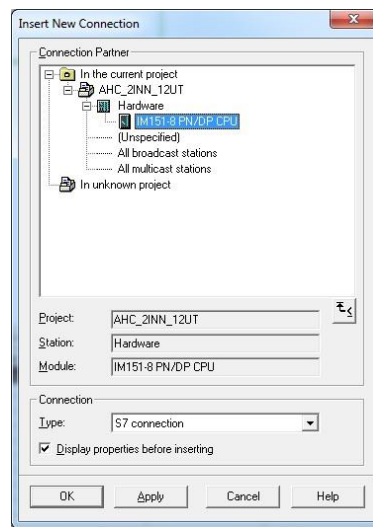 Insert New Connection
Connection Partner
In the current project
AHC_2INN_12UT
Hardware
IM151-8 PN/DP CPU
(Unspecified)
All broadcast stations
All multicast stations
In unknown project
Project: AHC_2INN_12UT
Station: Hardware
Module: IM151-8 PN/DP CPU
Connection
Type: S7 connection
Display properties before inserting
OK Apply Cancel Help